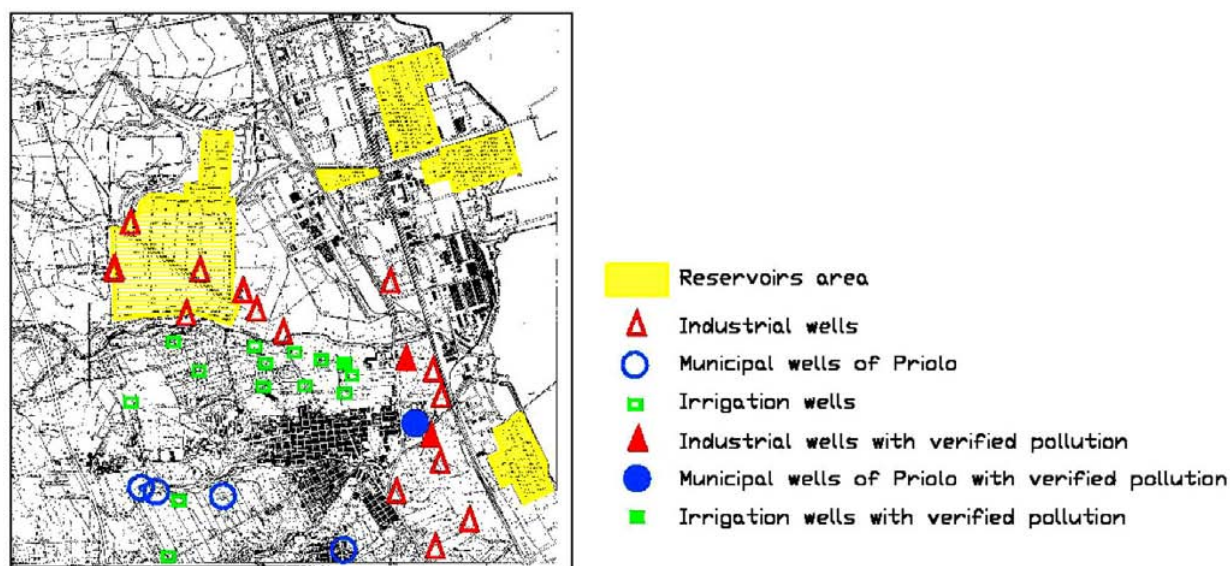 Reservoirs area
Industrial wells
Municipal wells of Priolo
Irrigation wells
Industrial wells with verified pollution
Municipal wells of Priolo with verified pollution
Irrigation wells with verified pollution